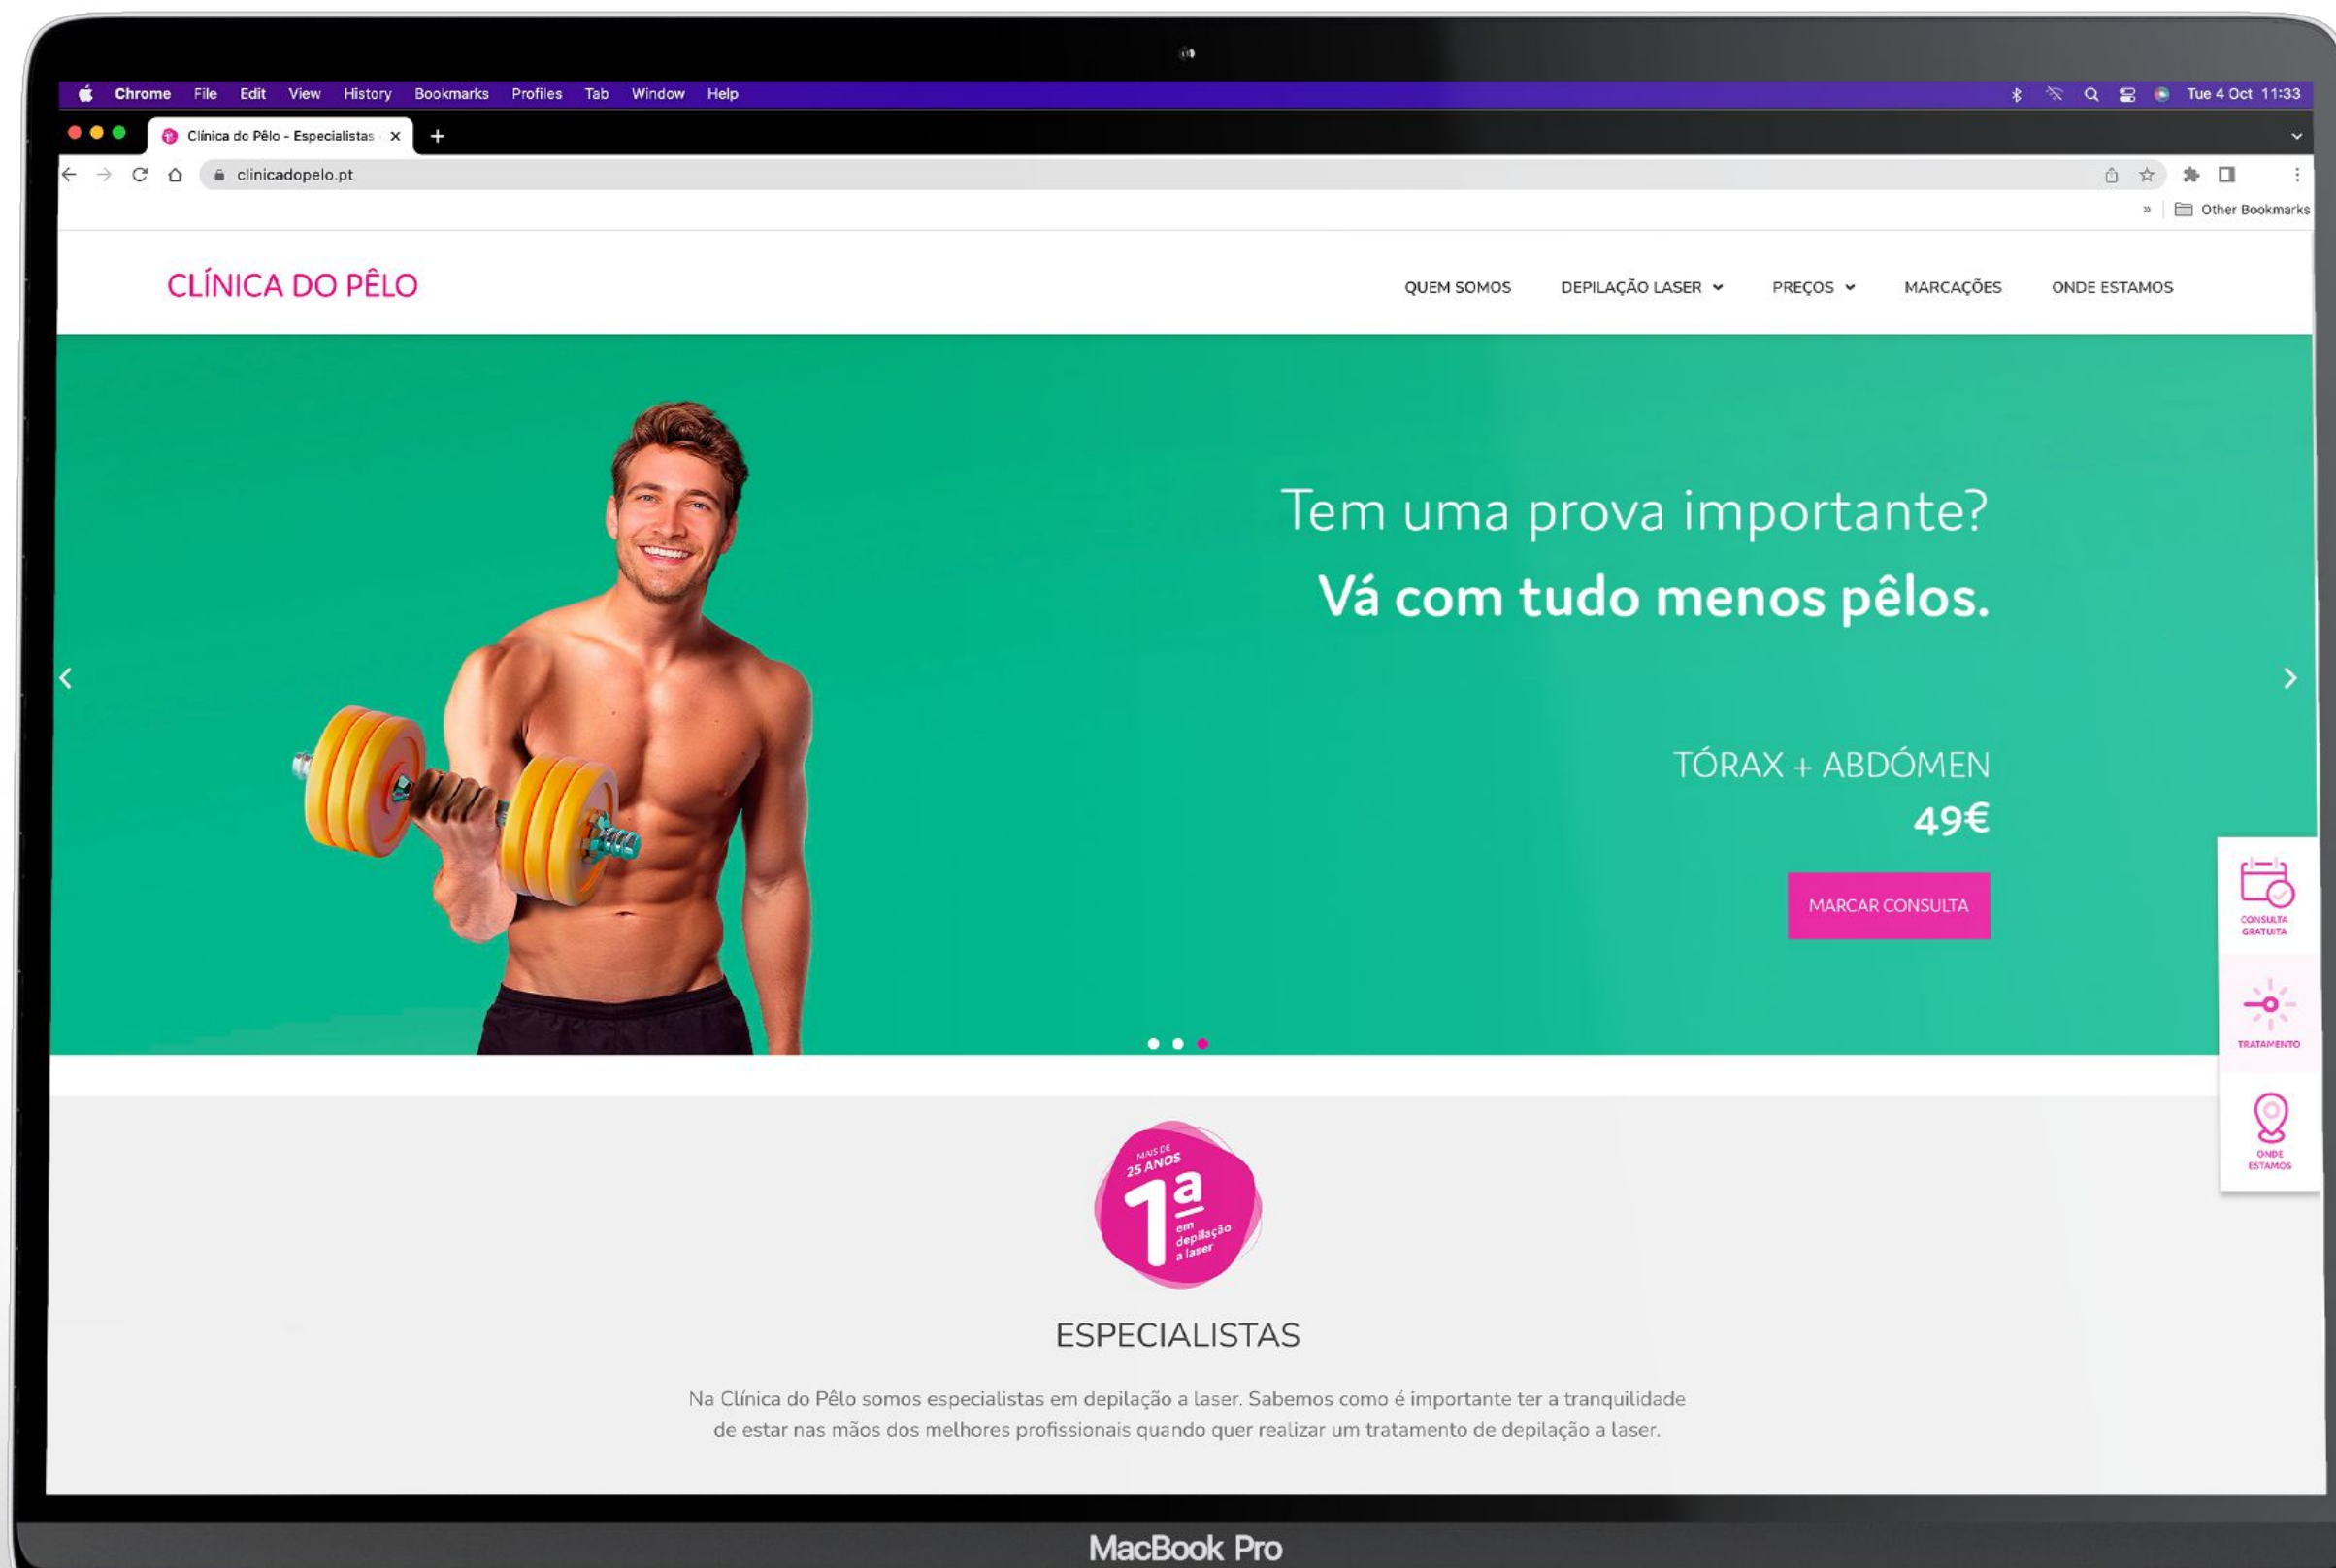 Chrome File Edit View History Bookmarks Profiles Tab Window Help
Tue 4 Oct 11:33
Clínica do Pêlo - Especialistas
clinicadopelo.pt
» Other Bookmarks
CLÍNICA DO PÊLO
QUEM SOMOS DEPILAÇÃO LASER PREÇOS MARCAÇÕES ONDE ESTAMOS
Tem uma prova importante?
Vá com tudo menos pêlos.
TÓRAX + ABDÓMEN
49€
MARCAR CONSULTA
CONSULTA
GRATUITA
TRATAMENTO
ONDE
ESTAMOS
MAIS DE
25 ANOS
1ª
em
depilação
a laser
ESPECIALISTAS
Na Clínica do Pêlo somos especialistas em depilação a laser. Sabemos como é importante ter a tranquilidade
de estar nas mãos dos melhores profissionais quando quer realizar um tratamento de depilação a laser.
MacBook Pro